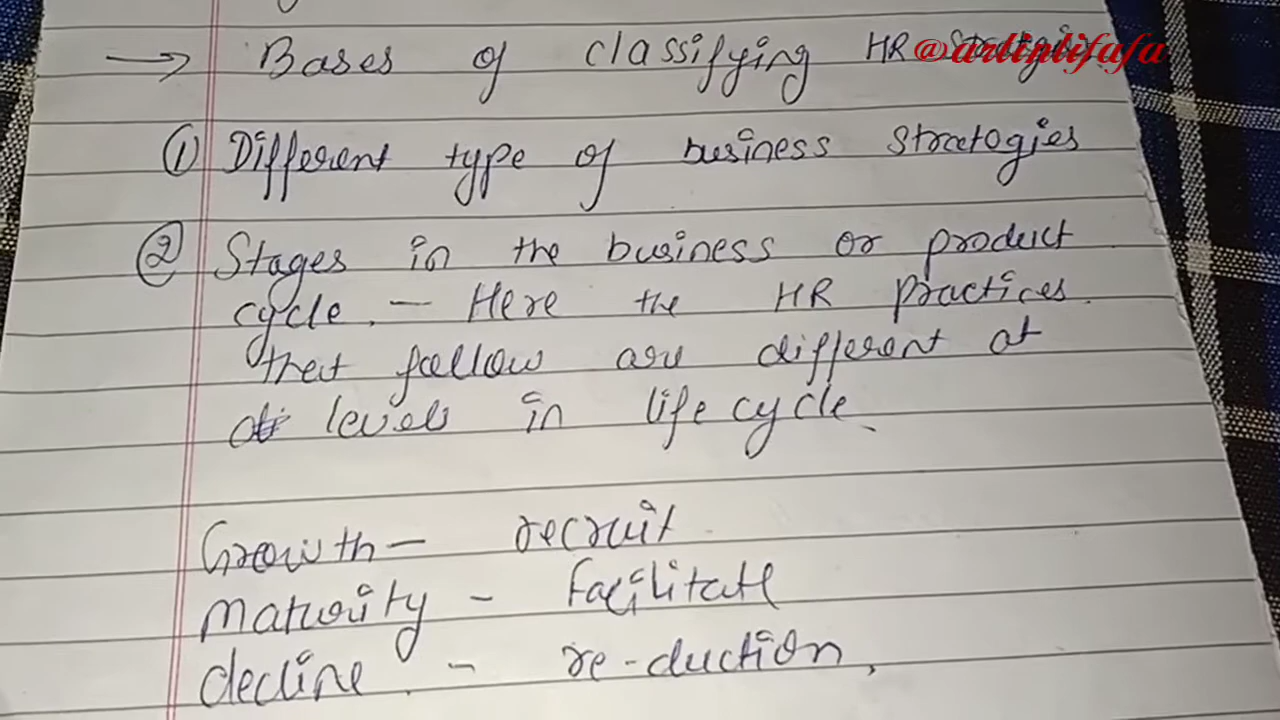 → Bases of classifying HR Strategies
@artinlifafa
① Different type of business Strategies
② Stages in the business or product
cycle. — Here the HR practices
that follow are different at
levels in life cycle.
Growth — recruit
maturity - facilitate
decline. - re-duction,